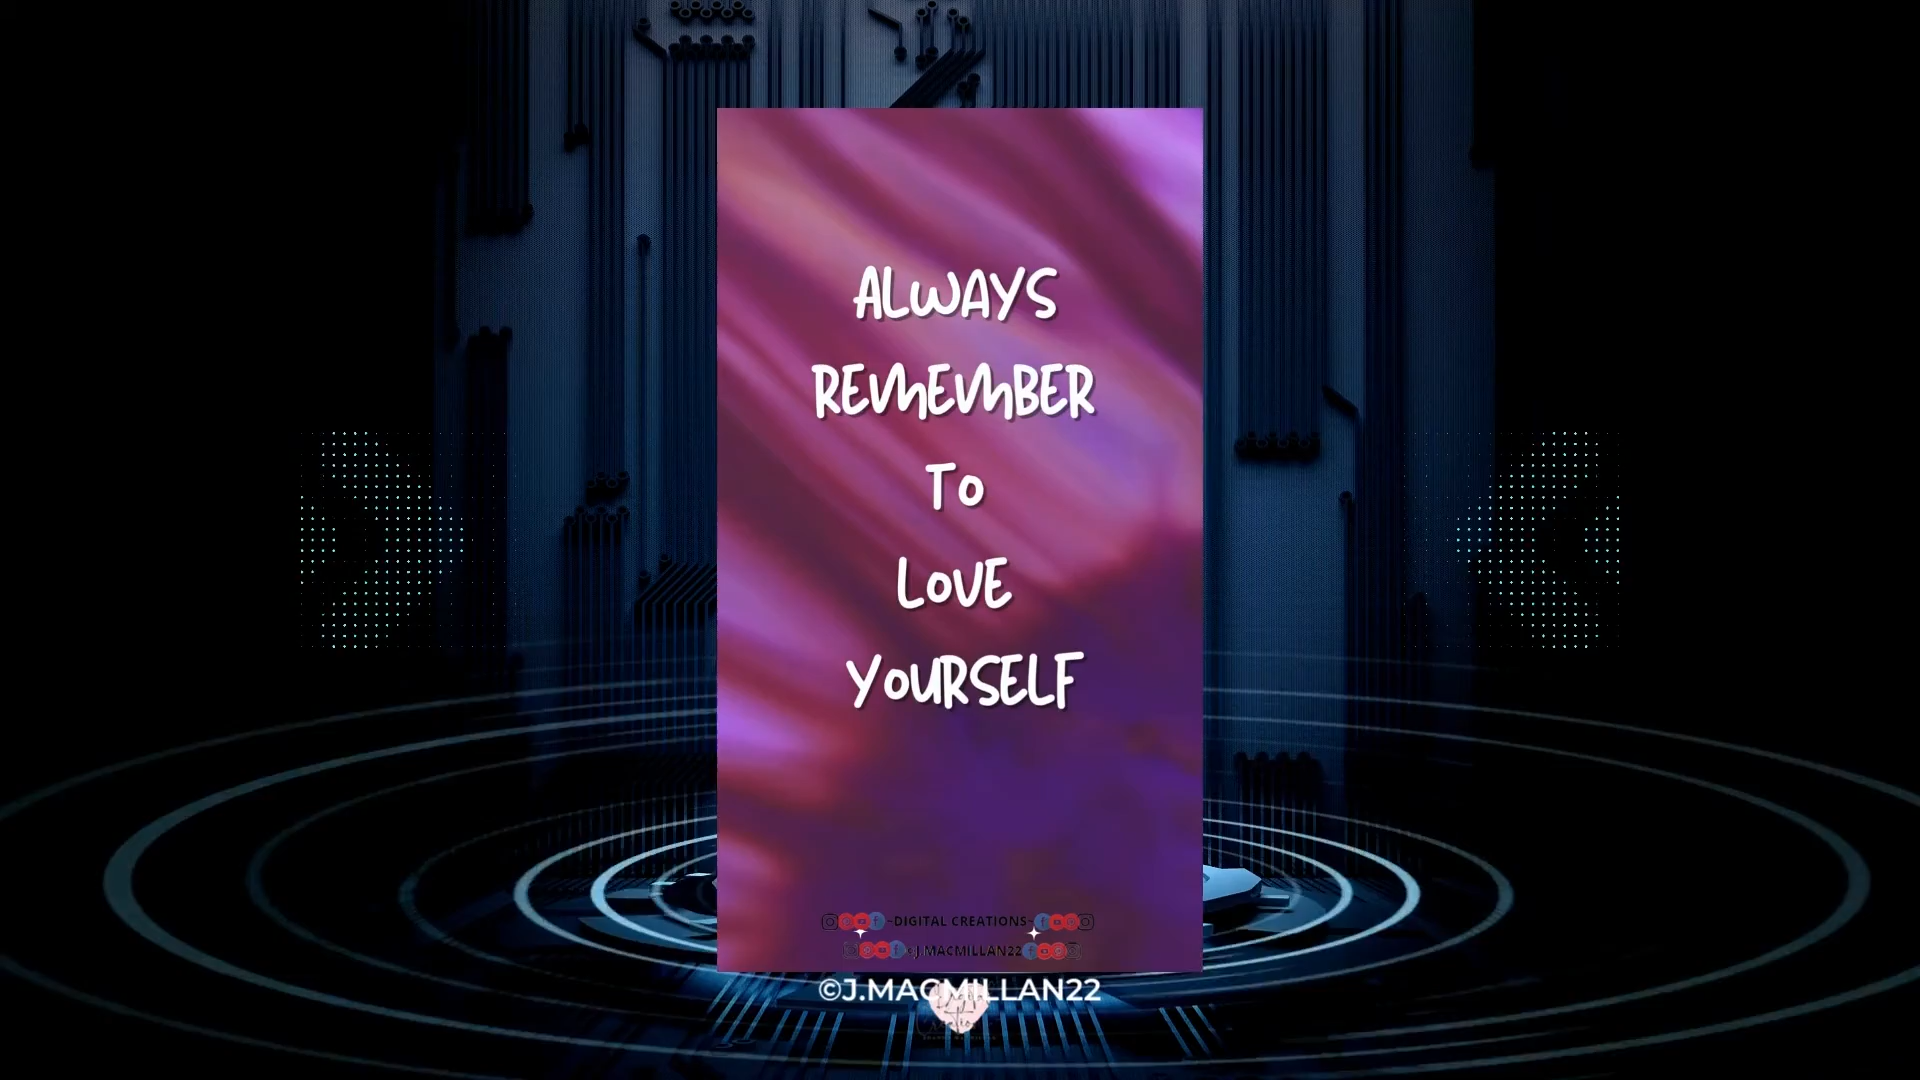 ALWAYS
REMEMBER
To
LoVE
YoURSELF
~DIGITAL CREATIONS~
©J.MACMILLAN22
©J.MACMILLAN22